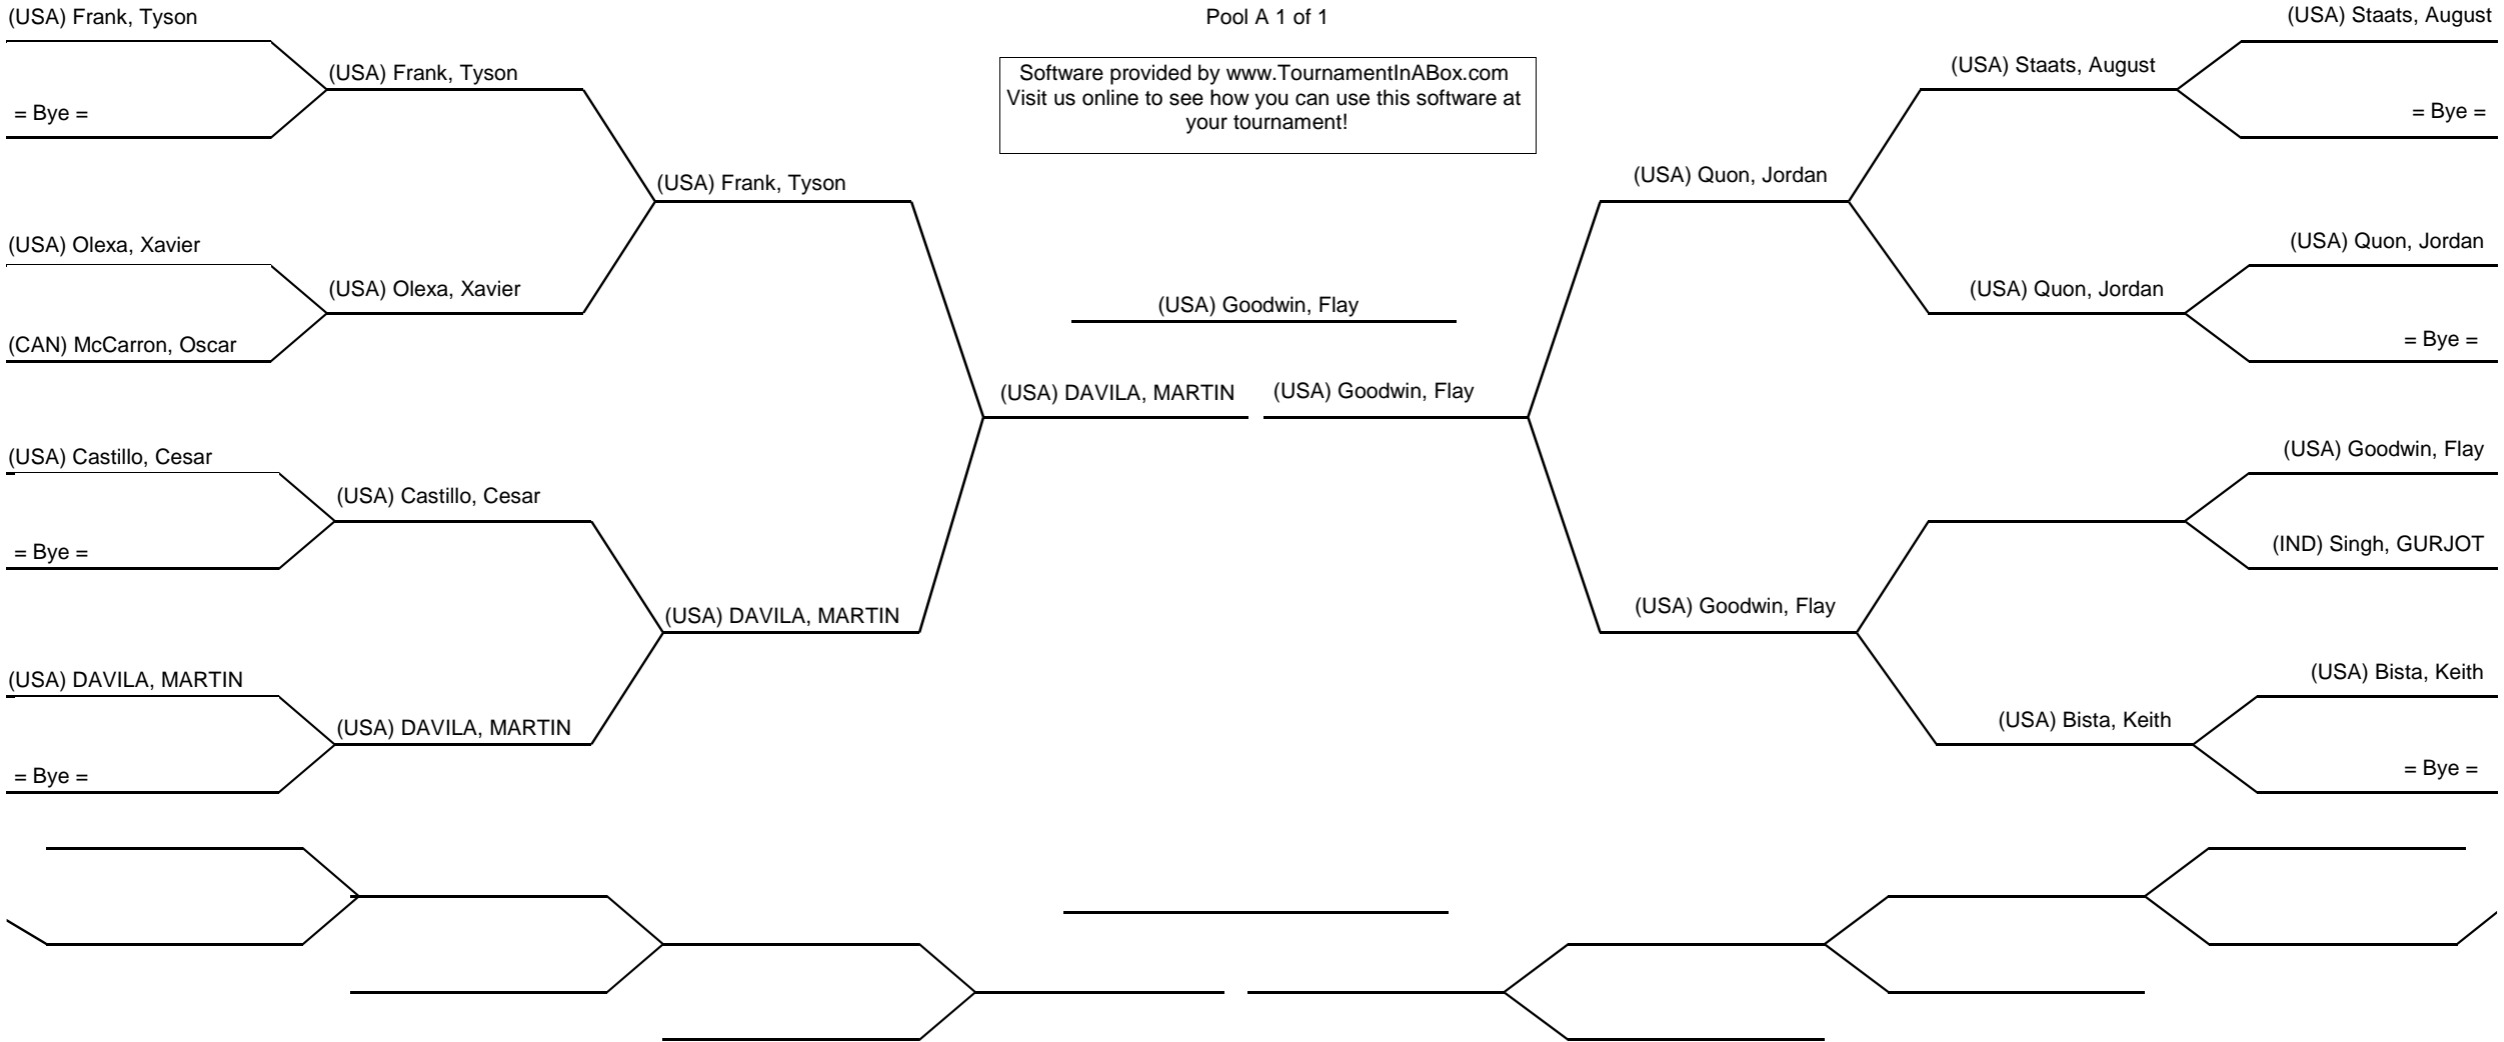 (USA) Frank, Tyson
= Bye =
(USA) Olexa, Xavier
(CAN) McCarron, Oscar
(USA) Castillo, Cesar
= Bye =
(USA) DAVILA, MARTIN
= Bye =
(USA) Frank, Tyson
(USA) Olexa, Xavier
(USA) Castillo, Cesar
(USA) DAVILA, MARTIN
(USA) Frank, Tyson
(USA) DAVILA, MARTIN
Pool A 1 of 1
Software provided by www.TournamentInABox.com
Visit us online to see how you can use this software at
your tournament!
(USA) Goodwin, Flay
(USA) DAVILA, MARTIN
(USA) Goodwin, Flay
(USA) Quon, Jordan
(USA) Goodwin, Flay
(USA) Staats, August
(USA) Quon, Jordan
(USA) Bista, Keith
(USA) Staats, August
= Bye =
(USA) Quon, Jordan
= Bye =
(USA) Goodwin, Flay
(IND) Singh, GURJOT
(USA) Bista, Keith
= Bye =